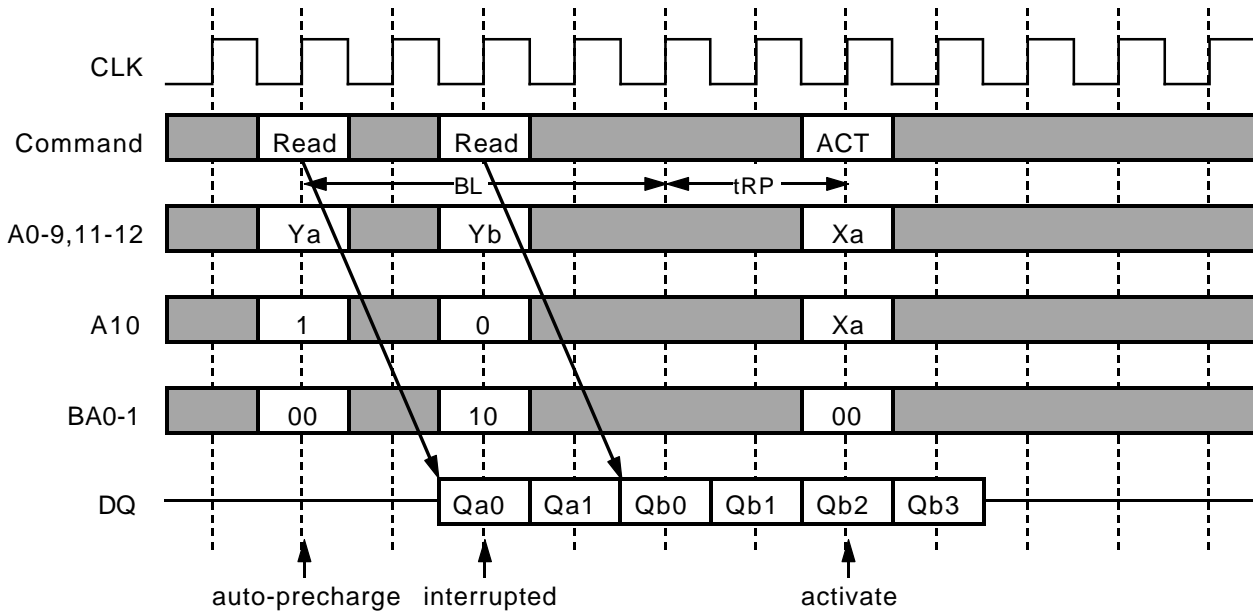 CLK
Command Read Read ACT
BL tRP
A0-9,11-12 Ya Yb Xa
A10 1 0 Xa
BA0-1 00 10 00
DQ Qa0 Qa1 Qb0 Qb1 Qb2 Qb3
auto-precharge interrupted activate